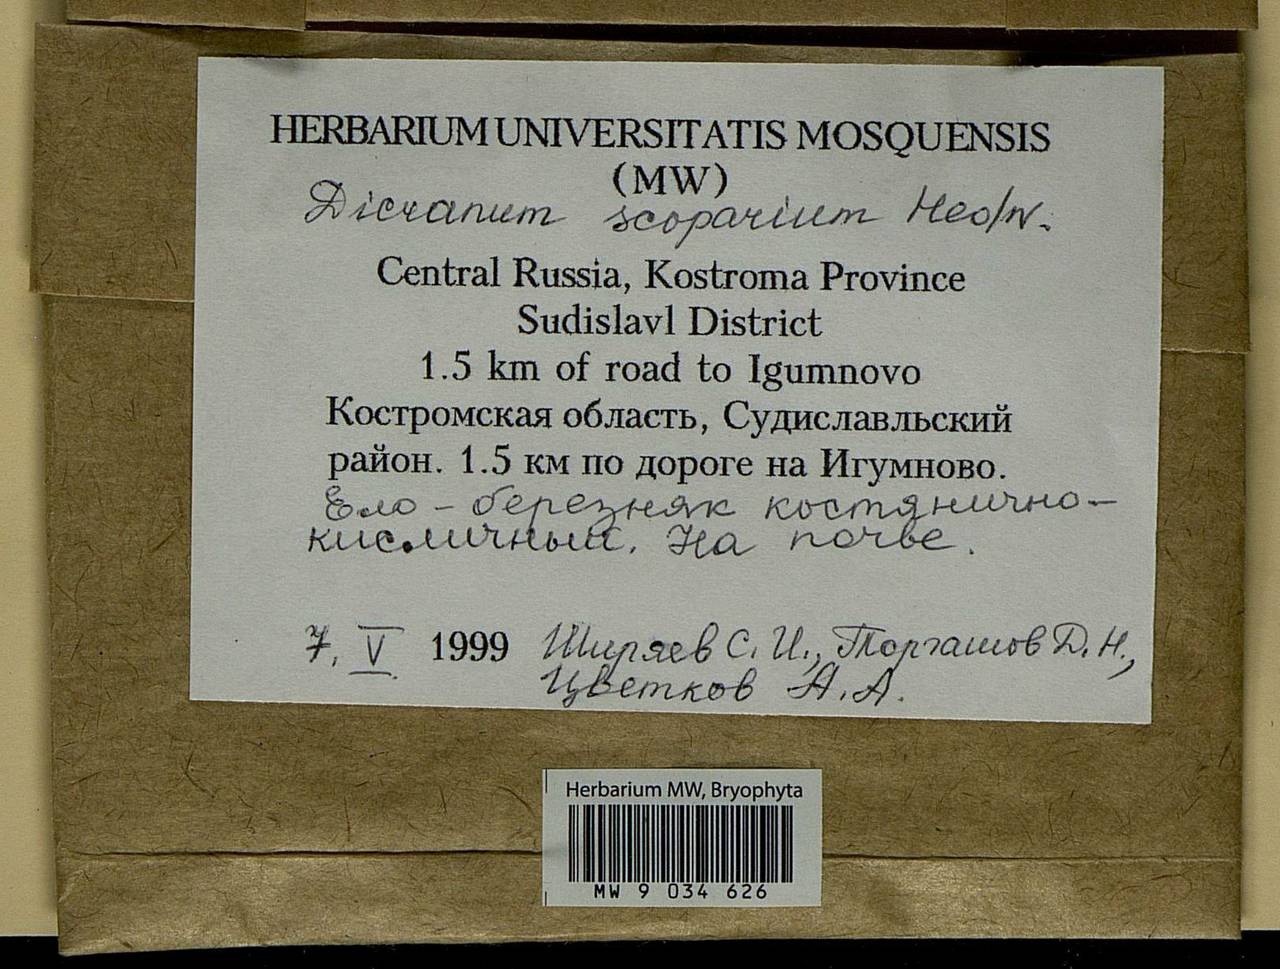 HERBARIUM UNIVERSITATIS MOSQUENSIS
(MW)
Dicranum scoparium Hedw.
Central Russia, Kostroma Province
Sudislavl District
1.5 km of road to Igumnovo
Костромская область, Судиславльский
район. 1.5 км по дороге на Игумново.
Ело - березняк костянично-
кисличный. На почве.
7. V 1999 Ширяев С. И., Торгашов Д. Н.,
Цветков А. А.
Herbarium MW, Bryophyta
MW 9 034 626